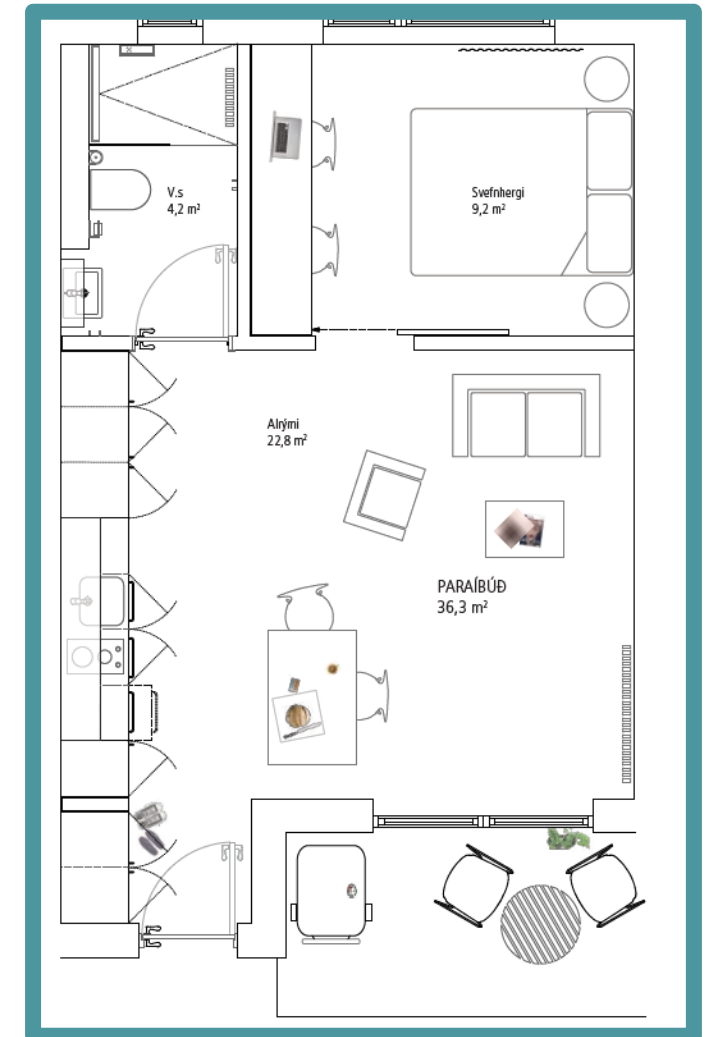 V.s
4,2 m²
Svefnhergi
9,2 m²
Alrými
22,8 m²
PARAÍBÚÐ
36,3 m²